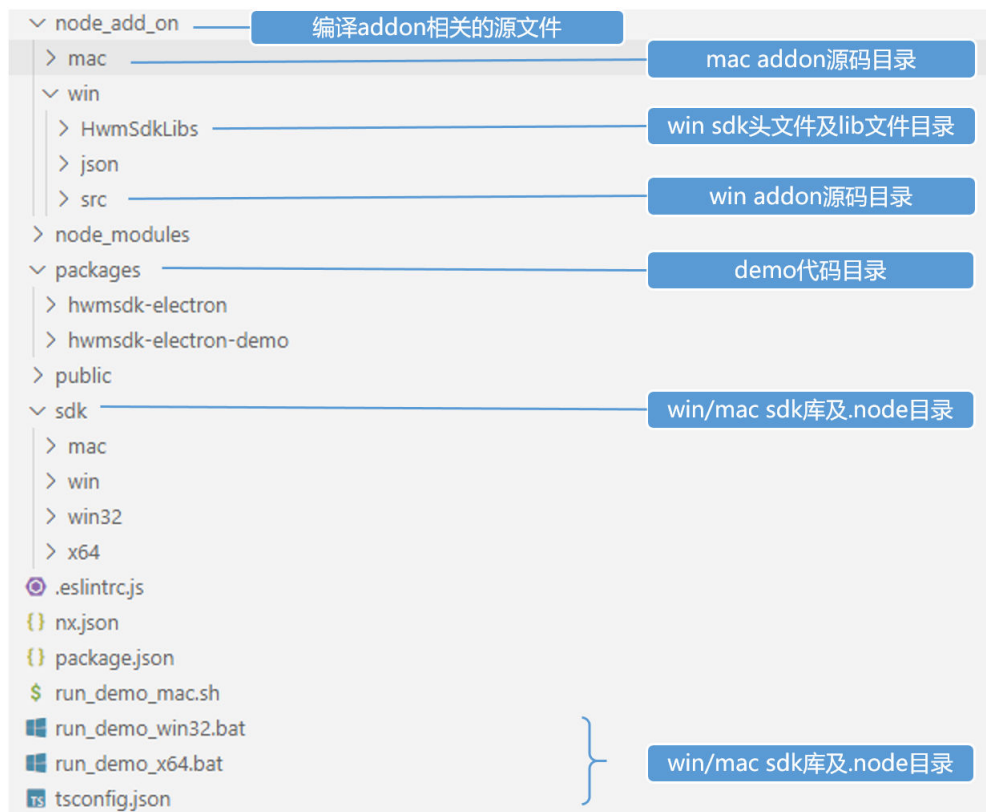 node_add_on 编译addon相关的源文件
mac mac addon源码目录
win
HwmSdkLibs win sdk头文件及lib文件目录
json
src win addon源码目录
node_modules
packages demo代码目录
hwmsdk-electron
hwmsdk-electron-demo
public
sdk win/mac sdk库及.node目录
mac
win
win32
x64
.eslintrc.js
{} nx.json
{} package.json
$ run_demo_mac.sh
run_demo_win32.bat
run_demo_x64.bat win/mac sdk库及.node目录
TS tsconfig.json